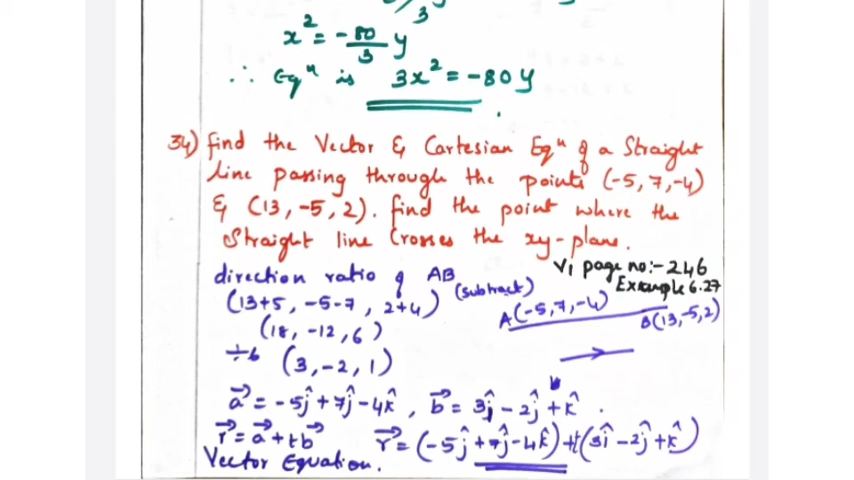 3
x² = -80/3 y
∴ Eqⁿ is 3x² = -80y
34) Find the Vector & Cartesian Eqⁿ of a Straight
line passing through the points (-5, 7, -4)
& (13, -5, 2). find the point where the
Straight line Crosses the xy-plane.
V1 page no:- 246
Example 6.27
direction ratio of AB
(subtract)
(13+5, -5-7, 2+4)
A(-5,7,-4) B(13,-5,2)
(18, -12, 6)
÷6 (3, -2, 1)
a⃗ = -5ĵ + 7ĵ - 4k̂, b⃗ = 3ĵ - 2ĵ + k̂.
r⃗ = a⃗ + tb⃗ r⃗ = (-5ĵ + 7ĵ - 4k̂) + t(3î - 2ĵ + k̂)
Vector Equation.